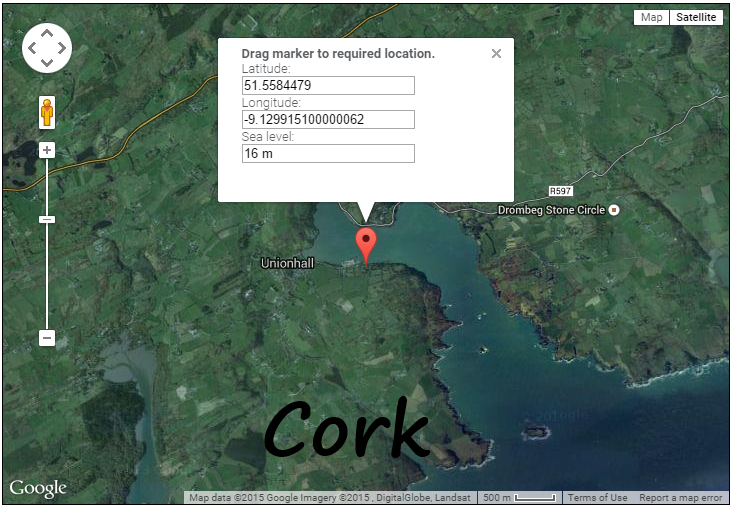 Map Satellite
Drag marker to required location.
Latitude:
51.5584479
Longitude:
-9.129915100000062
Sea level:
16 m
R597
Drombeg Stone Circle
Unionhall
Cork
Google
Map data ©2015 Google Imagery ©2015 , DigitalGlobe, Landsat 500 m Terms of Use Report a map error